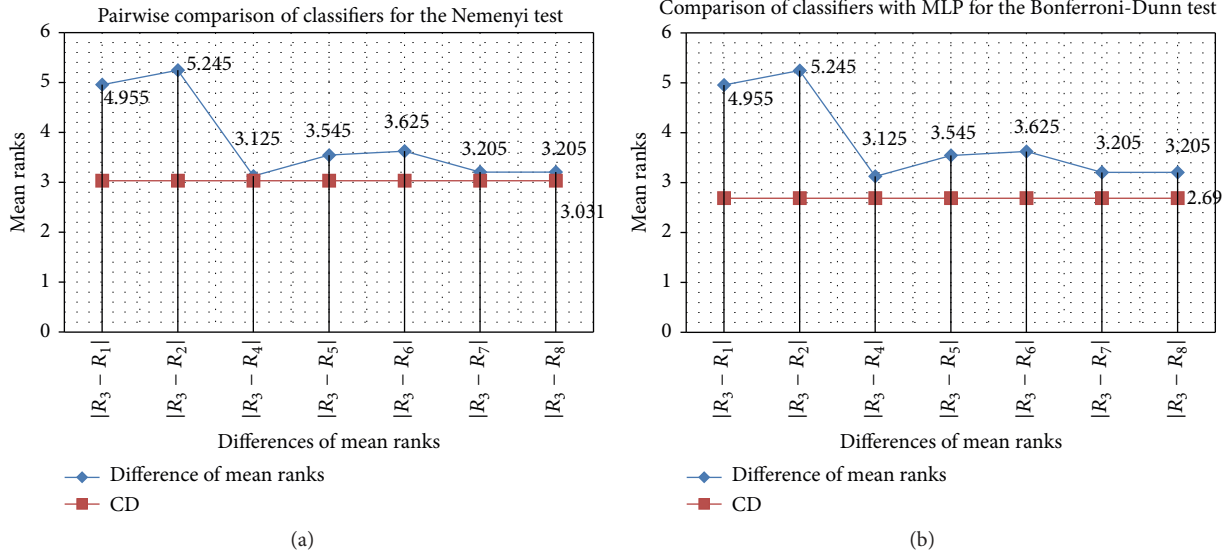 Pairwise comparison of classifiers for the Nemenyi test
6
5
4
3
2
1
0
Mean ranks
4.955
5.245
3.125
3.545
3.625
3.205
3.205
3.031
|R3 − R1|
|R3 − R2|
|R3 − R4|
|R3 − R5|
|R3 − R6|
|R3 − R7|
|R3 − R8|
Differences of mean ranks
Difference of mean ranks
CD
(a)
Comparison of classifiers with MLP for the Bonferroni-Dunn test
6
5
4
3
2
1
0
Mean ranks
4.955
5.245
3.125
3.545
3.625
3.205
3.205
2.69
|R3 − R1|
|R3 − R2|
|R3 − R4|
|R3 − R5|
|R3 − R6|
|R3 − R7|
|R3 − R8|
Differences of mean ranks
Difference of mean ranks
CD
(b)